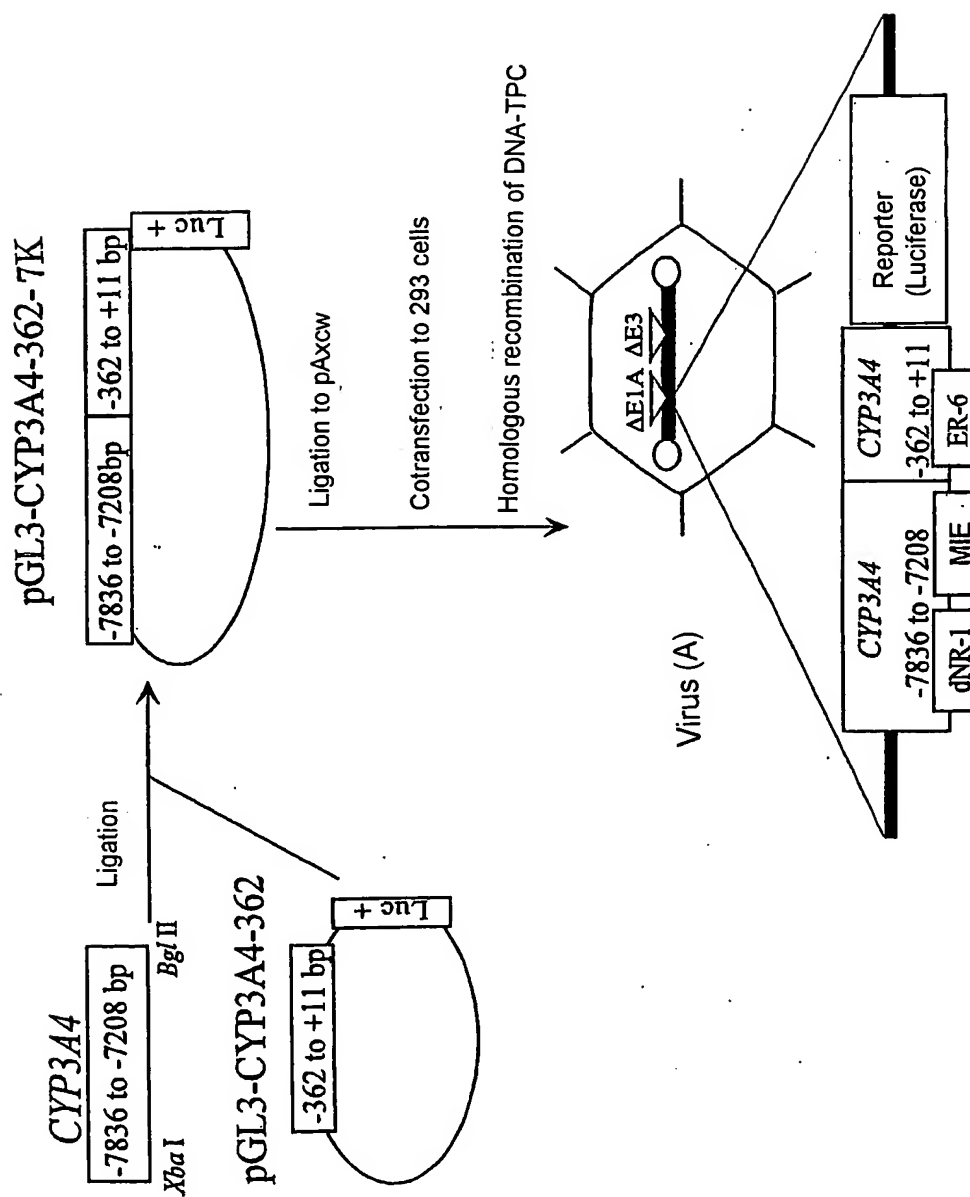 CYP3A4
-7836 to -7208 bp
Xba I
Bgl II
Ligation
pGL3-CYP3A4-362
-362 to +11 bp
Luc +
pGL3-CYP3A4-362-7K
-7836 to -7208bp
-362 to +11 bp
Luc +
Ligation to pAxcw
Cotransfection to 293 cells
Homologous recombination of DNA-TPC
Virus (A)
ΔE1A ΔE3
CYP3A4
-7836 to -7208
dNR-1
MIE
CYP3A4
-362 to +11
ER-6
Reporter
(Luciferase)